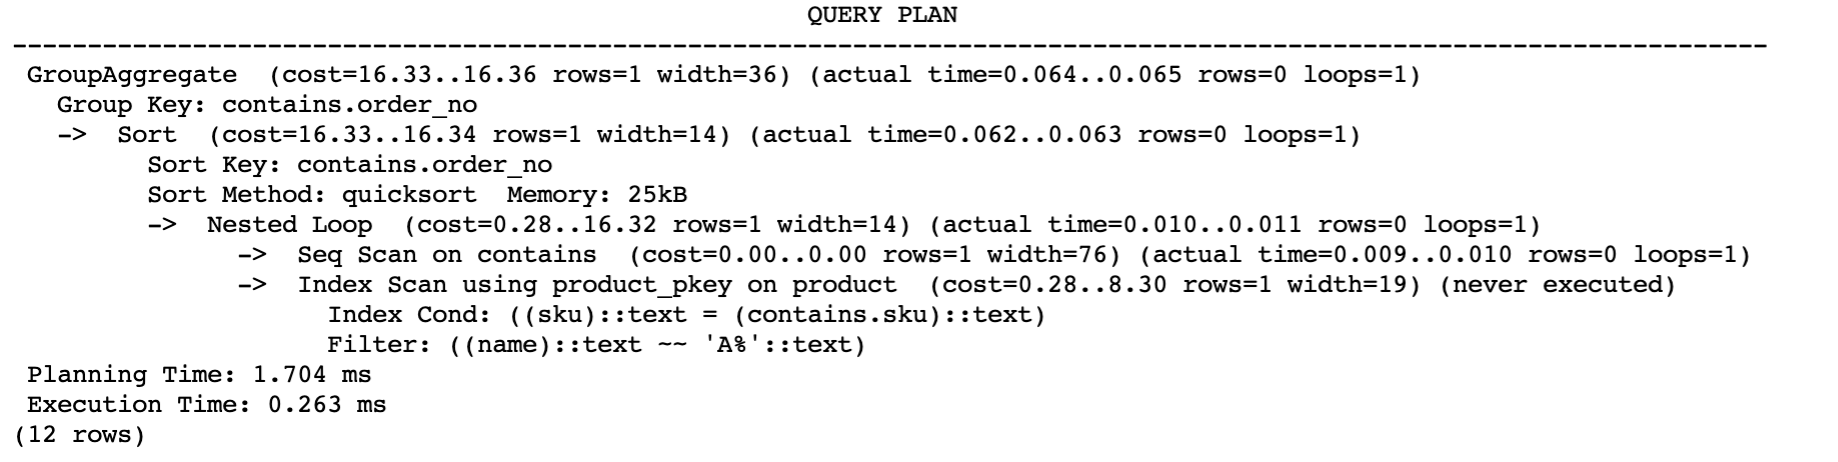 QUERY PLAN
---------------------------------------------------------------------------------------------------------------------
GroupAggregate  (cost=16.33..16.36 rows=1 width=36) (actual time=0.064..0.065 rows=0 loops=1)
  Group Key: contains.order_no
  ->  Sort  (cost=16.33..16.34 rows=1 width=14) (actual time=0.062..0.063 rows=0 loops=1)
        Sort Key: contains.order_no
        Sort Method: quicksort  Memory: 25kB
        ->  Nested Loop  (cost=0.28..16.32 rows=1 width=14) (actual time=0.010..0.011 rows=0 loops=1)
              ->  Seq Scan on contains  (cost=0.00..0.00 rows=1 width=76) (actual time=0.009..0.010 rows=0 loops=1)
              ->  Index Scan using product_pkey on product  (cost=0.28..8.30 rows=1 width=19) (never executed)
                    Index Cond: ((sku)::text = (contains.sku)::text)
                    Filter: ((name)::text ~~ 'A%'::text)
Planning Time: 1.704 ms
Execution Time: 0.263 ms
(12 rows)